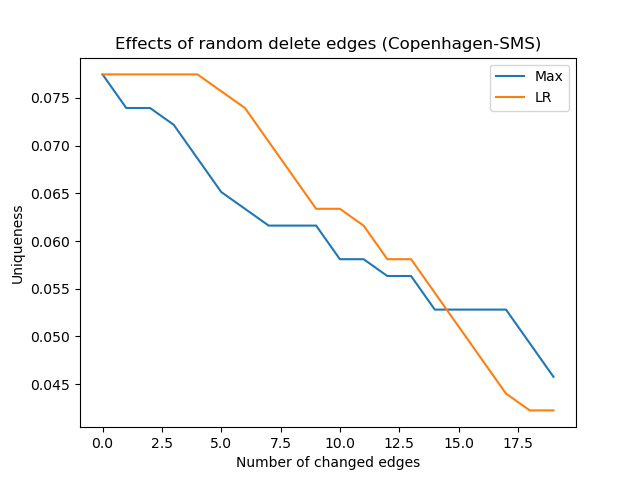 Effects of random delete edges (Copenhagen-SMS)
Max
LR
0.075
0.070
0.065
0.060
0.055
0.050
0.045
Uniqueness
0.0 2.5 5.0 7.5 10.0 12.5 15.0 17.5
Number of changed edges